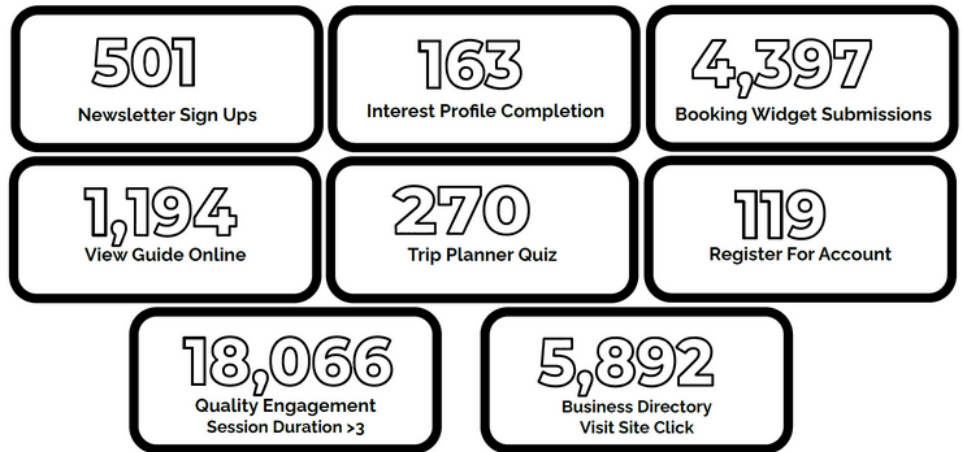 501
Newsletter Sign Ups
163
Interest Profile Completion
4,397
Booking Widget Submissions
1,194
View Guide Online
270
Trip Planner Quiz
119
Register For Account
18,066
Quality Engagement
Session Duration >3
5,892
Business Directory
Visit Site Click